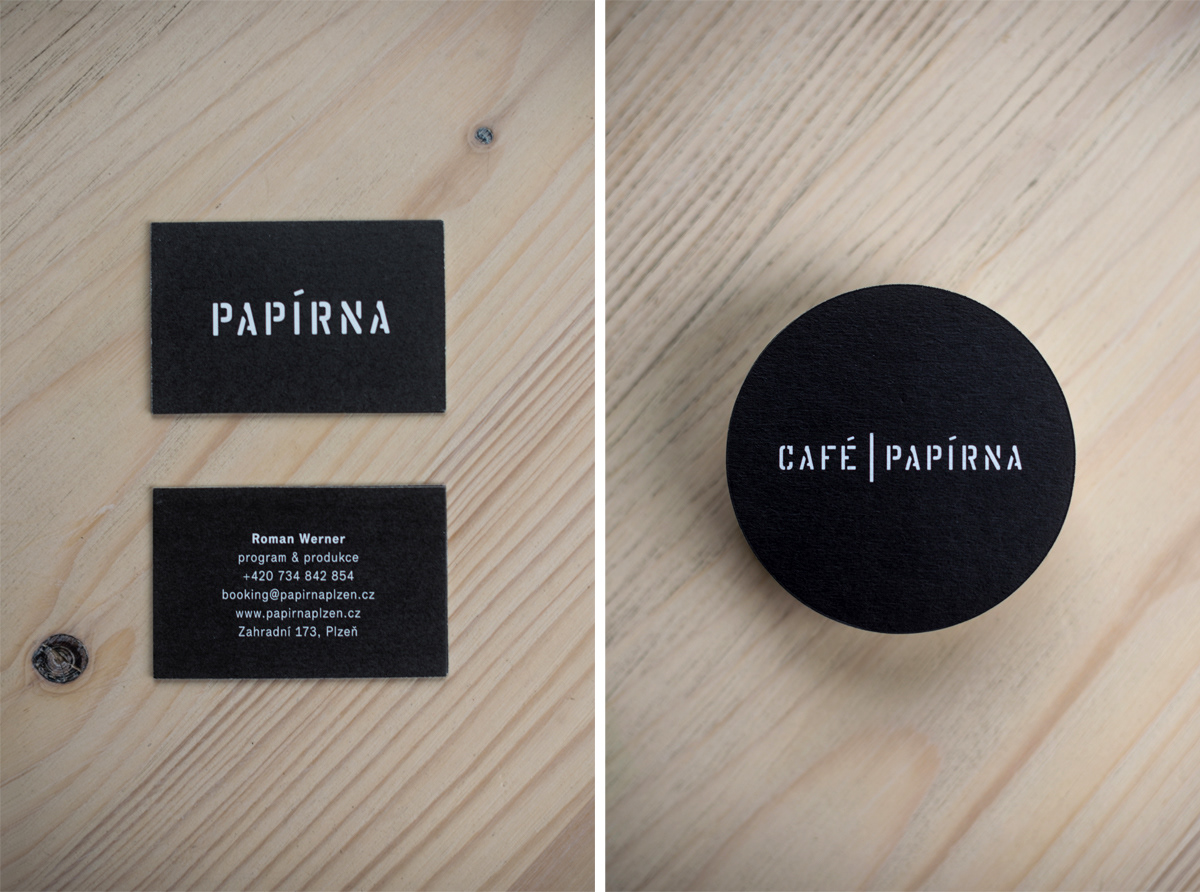 PAPÍRNA
Roman Werner
program & produkce
+420 734 842 854
booking@papirnaplzen.cz
www.papirnaplzen.cz
Zahradní 173, Plzeň
CAFÉ | PAPÍRNA